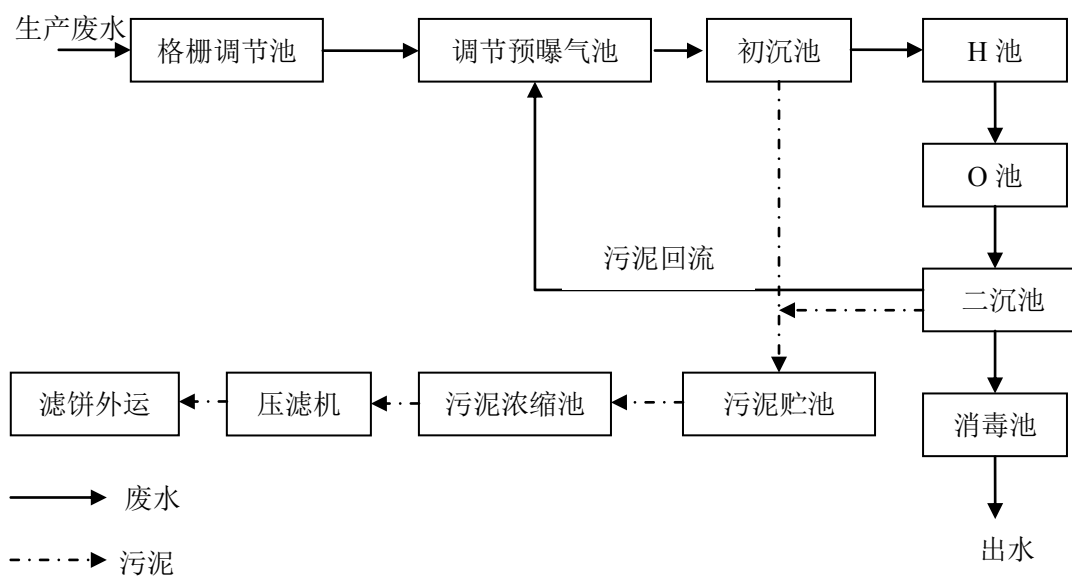 生产废水
格栅调节池
调节预曝气池
初沉池
H 池
O 池
污泥回流
二沉池
滤饼外运
压滤机
污泥浓缩池
污泥贮池
消毒池
废水
污泥
出水